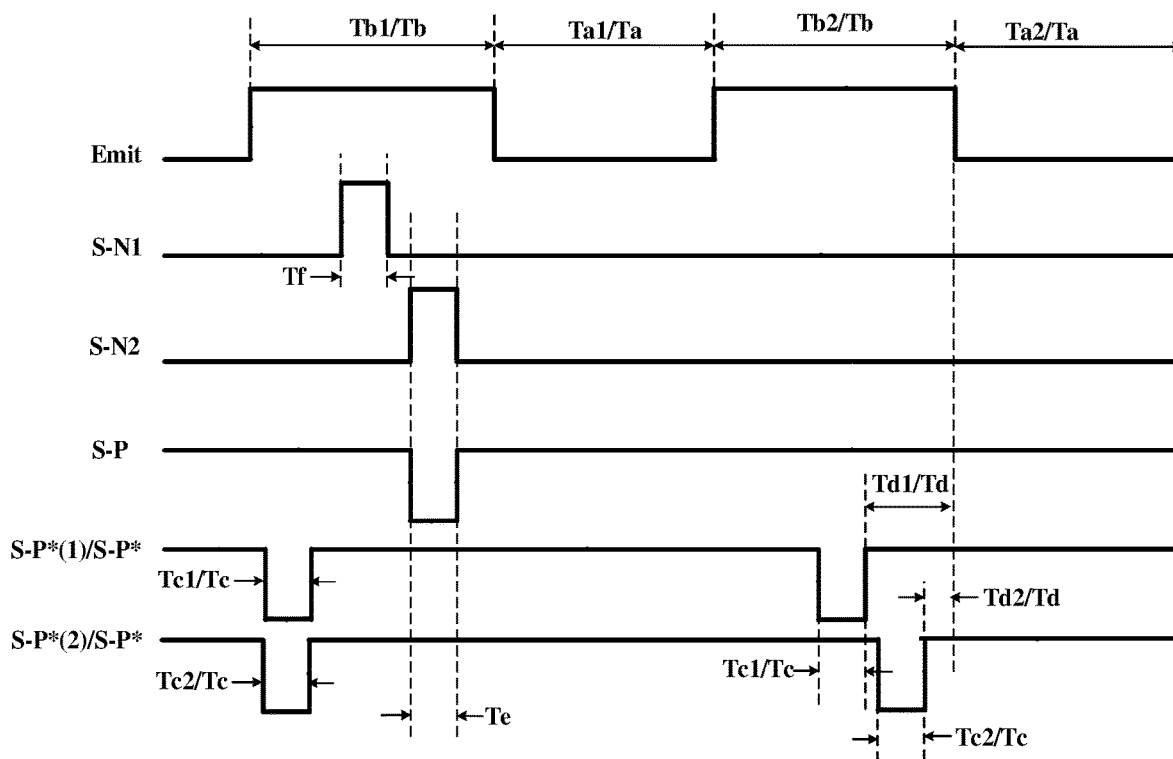 Tb1/Tb
Ta1/Ta
Tb2/Tb
Ta2/Ta
Emit
S-N1
Tf
S-N2
S-P
Td1/Td
S-P*(1)/S-P*
Tc1/Tc
Td2/Td
S-P*(2)/S-P*
Tc2/Tc
Tc1/Tc
Te
Tc2/Tc